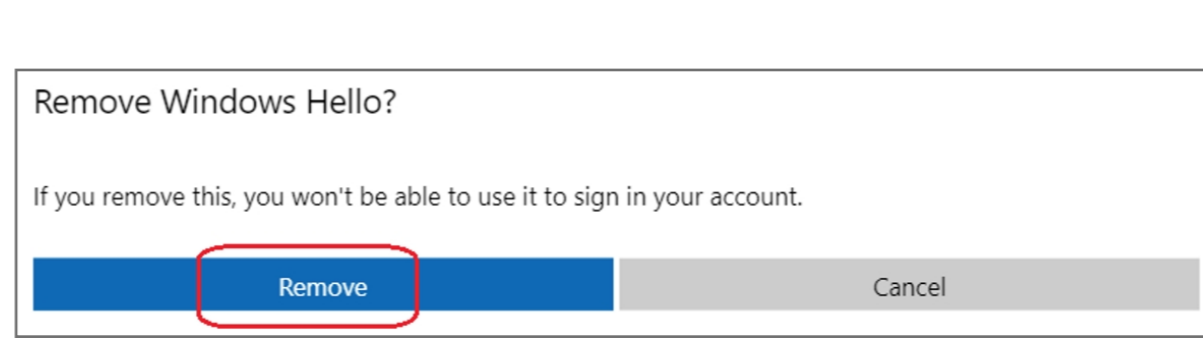 Remove Windows Hello?
If you remove this, you won't be able to use it to sign in your account.
Remove
Cancel